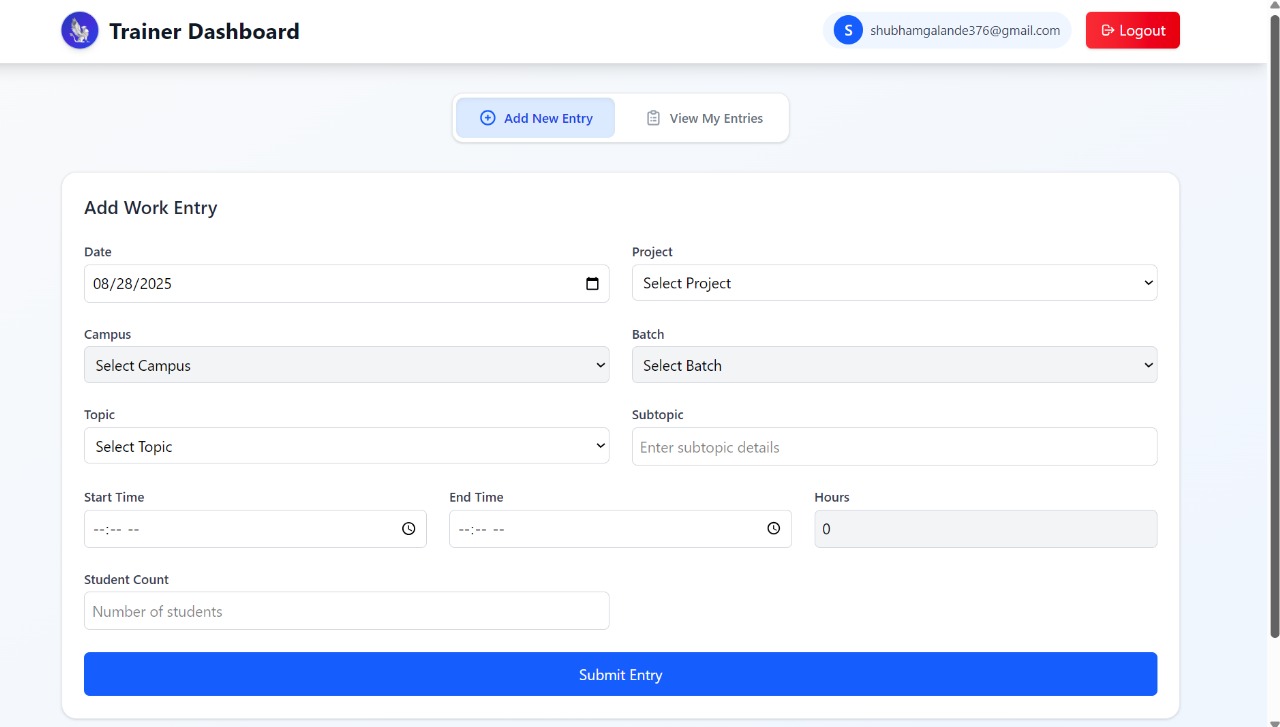 Trainer Dashboard
S shubhamgalande376@gmail.com
Logout
Add New Entry
View My Entries
Add Work Entry
Date
Project
08/28/2025
Select Project
Campus
Batch
Select Campus
Select Batch
Topic
Subtopic
Select Topic
Enter subtopic details
Start Time
End Time
Hours
--:-- --
--:-- --
0
Student Count
Number of students
Submit Entry